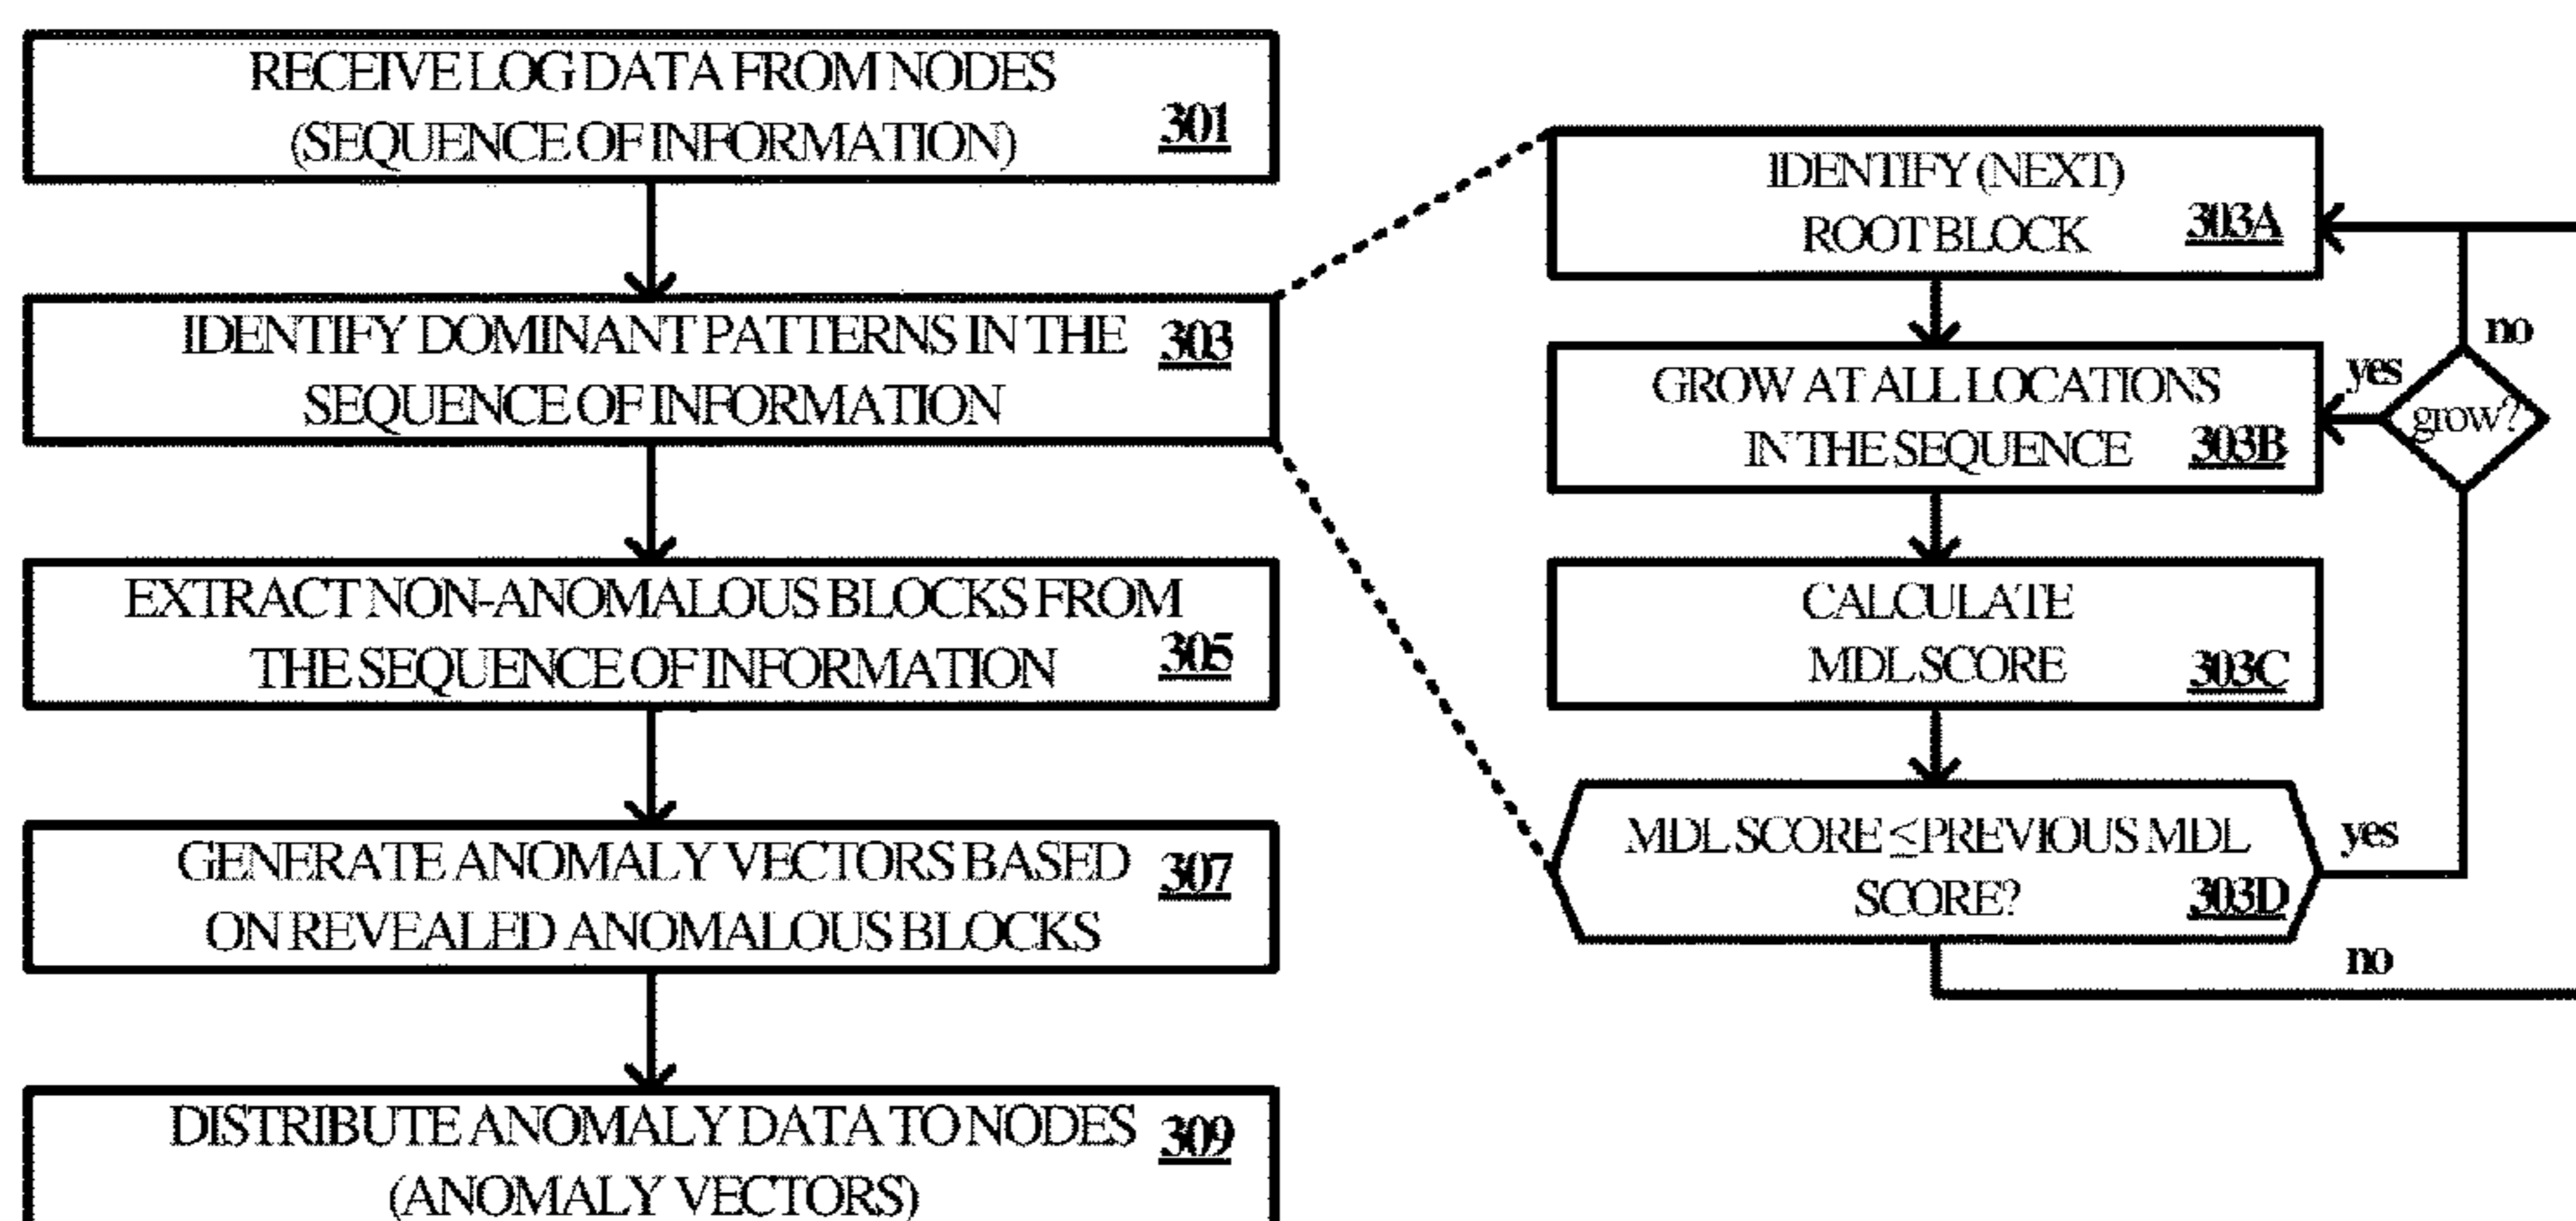 RECEIVE LOG DATA FROM NODES
(SEQUENCE OF INFORMATION)
301
IDENTIFY DOMINANT PATTERNS IN THE
303
SEQUENCE OF INFORMATION
EXTRACT NON-ANOMALOUS BLOCKS FROM
THE SEQUENCE OF INFORMATION
305
GENERATE ANOMALY VECTORS BASED
307
ON REVEALED ANOMALOUS BLOCKS
DISTRIBUTE ANOMALY DATA TO NODES
309
(ANOMALY VECTORS)
IDENTIFY (NEXT)
ROOT BLOCK
303A
GROW AT ALL LOCATIONS
IN THE SEQUENCE
303B
CALCULATE
MDL SCORE
303C
MDL SCORE ≤ PREVIOUS MDL
SCORE?
303D
no
yes
grow?
yes
no